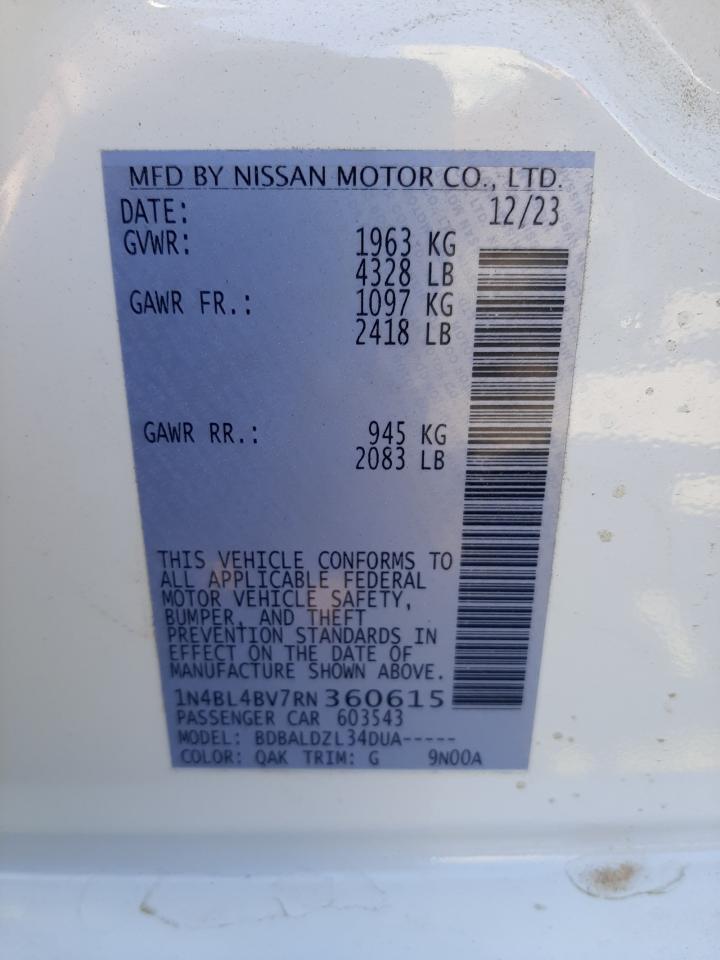 MFD BY NISSAN MOTOR CO., LTD.
DATE: 12/23
GVWR: 1963 KG
4328 LB
GAWR FR.: 1097 KG
2418 LB
GAWR RR.: 945 KG
2083 LB
THIS VEHICLE CONFORMS TO
ALL APPLICABLE FEDERAL
MOTOR VEHICLE SAFETY,
BUMPER, AND THEFT
PREVENTION STANDARDS IN
EFFECT ON THE DATE OF
MANUFACTURE SHOWN ABOVE.
1N4BL4BV7RN360615
PASSENGER CAR 603543
MODEL: BDBALDZL34DUA-----
COLOR: QAK TRIM: G 9N00A